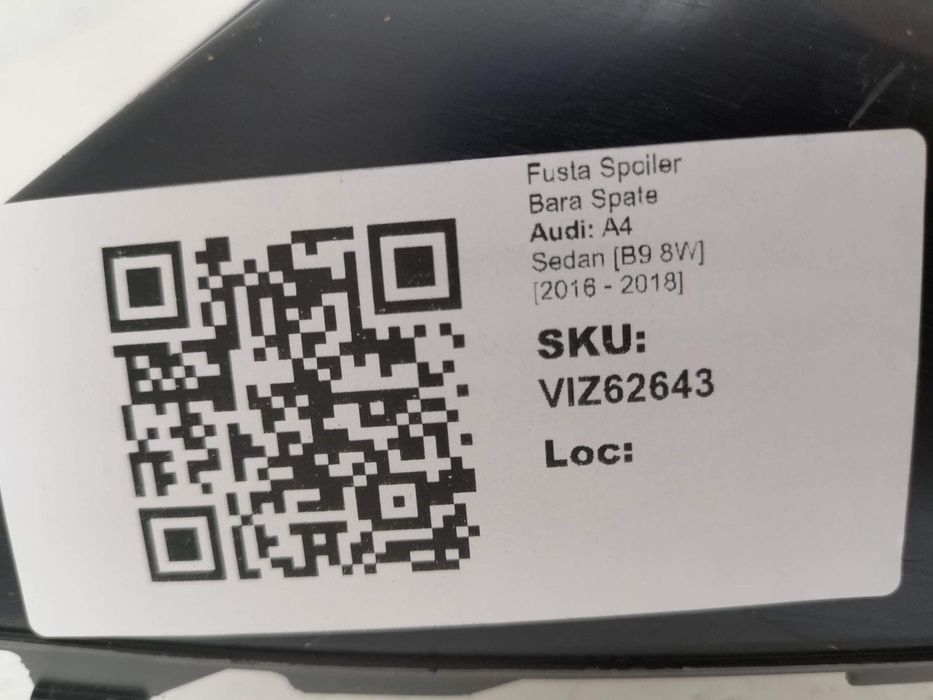 Fusta Spoiler
Bara Spate
Audi: A4
Sedan [B9 8W]
[2016 - 2018]
SKU:
VIZ62643
Loc: